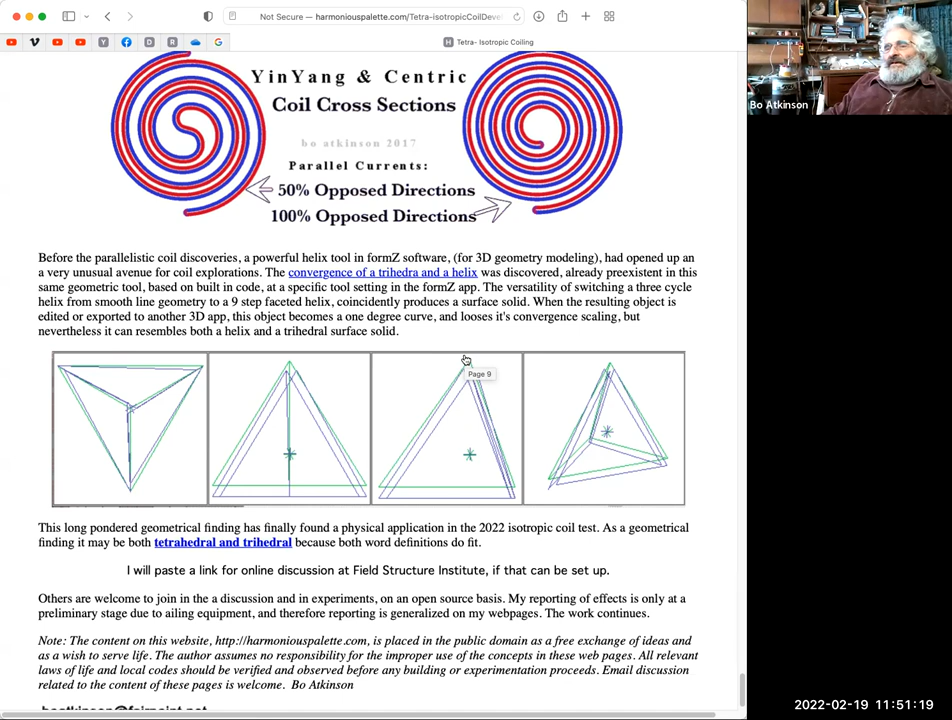 Not Secure — harmoniouspalette.com/Tetra-isotropicCoilDeve
Tetra- Isotropic Coiling
YinYang & Centric
Coil Cross Sections
bo atkinson 2017
Parallel Currents:
50% Opposed Directions
100% Opposed Directions
Before the parallelistic coil discoveries, a powerful helix tool in formZ software, (for 3D geometry modeling), had opened up an
a very unusual avenue for coil explorations. The convergence of a trihedra and a helix was discovered, already preexistent in this
same geometric tool, based on built in code, at a specific tool setting in the formZ app. The versatility of switching a three cycle
helix from smooth line geometry to a 9 step faceted helix, coincidently produces a surface solid. When the resulting object is
edited or exported to another 3D app, this object becomes a one degree curve, and looses it's convergence scaling, but
nevertheless it can resembles both a helix and a trihedral surface solid.
Page 9
This long pondered geometrical finding has finally found a physical application in the 2022 isotropic coil test. As a geometrical
finding it may be both tetrahedral and trihedral because both word definitions do fit.
I will paste a link for online discussion at Field Structure Institute, if that can be set up.
Others are welcome to join in the a discussion and in experiments, on an open source basis. My reporting of effects is only at a
preliminary stage due to ailing equipment, and therefore reporting is generalized on my webpages. The work continues.
Note: The content on this website, http://harmoniouspalette.com, is placed in the public domain as a free exchange of ideas and
as a wish to serve life. The author assumes no responsibility for the improper use of the concepts in these web pages. All relevant
laws of life and local codes should be verified and observed before any building or experimentation proceeds. Email discussion
related to the content of these pages is welcome. Bo Atkinson
Bo Atkinson
2022-02-19 11:51:19